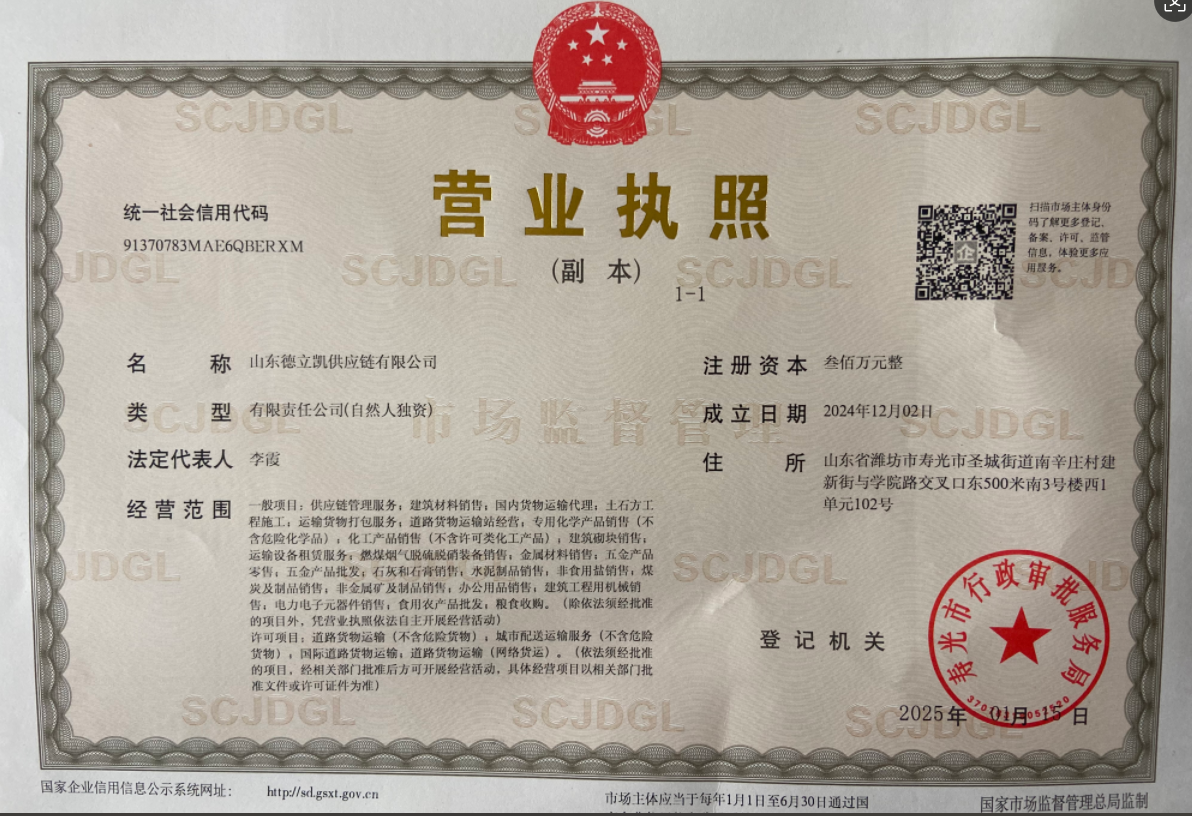 营业执照
(副 本)
1-1
统一社会信用代码
91370783MAE6QBERXM
扫描市场主体身份
码了解更多登记、
备案、许可、监管
信息，体验更多应
用服务。
名 称 山东德立凯供应链有限公司
类 型 有限责任公司(自然人独资)
法定代表人 李霞
经营范围 一般项目：供应链管理服务；建筑材料销售；国内货物运输代理；土石方工
程施工；运输货物打包服务；道路货物运输站经营；专用化学产品销售（不
含危险化学品）；化工产品销售（不含许可类化工产品）；建筑砌块销售；
运输设备租赁服务；燃煤烟气脱硫脱硝装备销售；金属材料销售；五金产品
零售；五金产品批发；石灰和石膏销售；水泥制品销售；非食用盐销售；煤
炭及制品销售；非金属矿及制品销售；办公用品销售；建筑工程用机械销
售；电力电子元器件销售；食用农产品批发；粮食收购。（除依法须经批准
的项目外，凭营业执照依法自主开展经营活动）
许可项目：道路货物运输（不含危险货物）；城市配送运输服务（不含危险
货物）；国际道路货物运输；道路货物运输（网络货运）。（依法须经批准
的项目，经相关部门批准后方可开展经营活动，具体经营项目以相关部门批
准文件或许可证件为准）
注册资本 叁佰万元整
成立日期 2024年12月02日
住 所 山东省潍坊市寿光市圣城街道南辛庄村建
新街与学院路交叉口东500米南3号楼西1
单元102号
登记机关
寿光市行政审批服务局
2025年 01月 15日
国家企业信用信息公示系统网址： http://sd.gsxt.gov.cn
市场主体应当于每年1月1日至6月30日通过国
国家市场监督管理总局监制
市场监督管理
SCJDGL